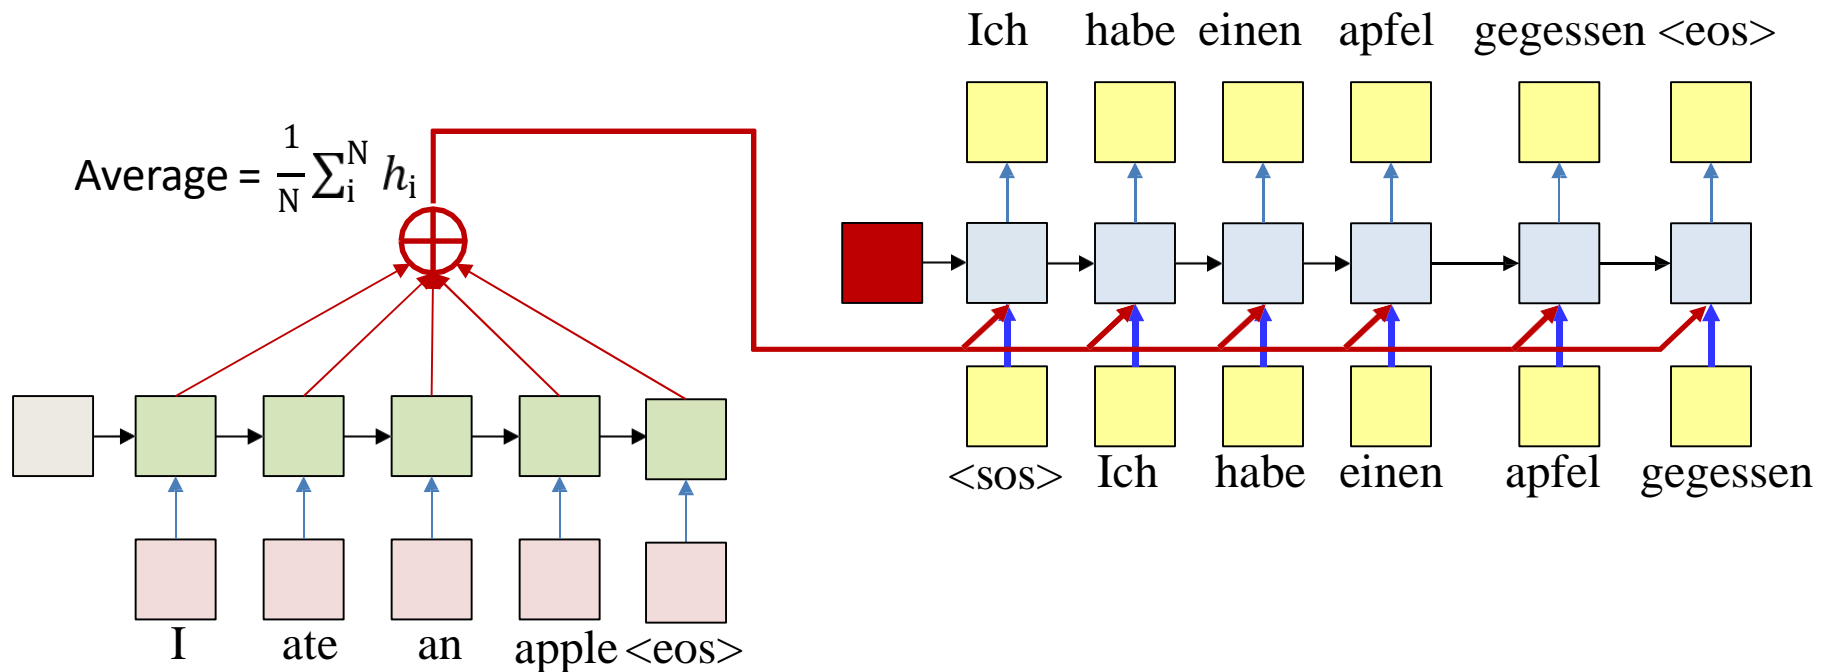 Ich habe einen apfel gegessen <eos>
Average = 1/N ∑_i^N h_i
<sos> Ich habe einen apfel gegessen
I ate an apple <eos>